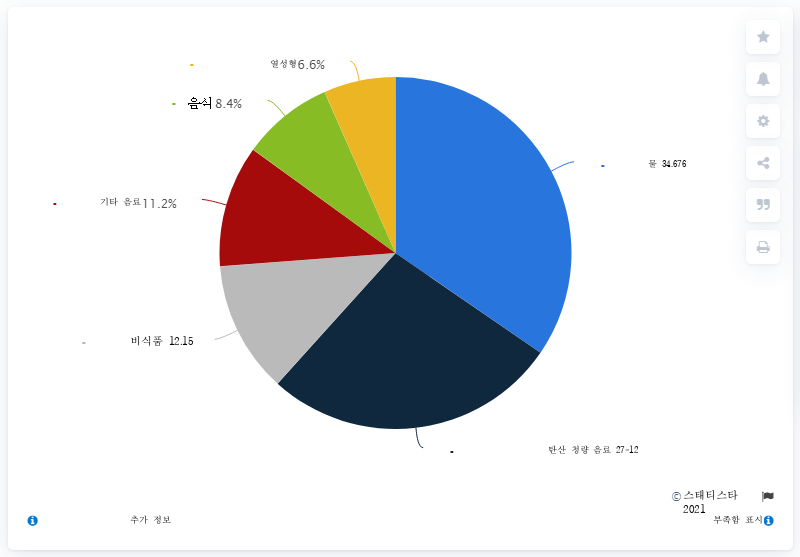 열성형6.6%
음식 8.4%
물 34.676
기타 음료11.2%
비식품 12.15
탄산 청량 음료 27-12
© 스태티스타
2021
추가 정보
부족함 표시